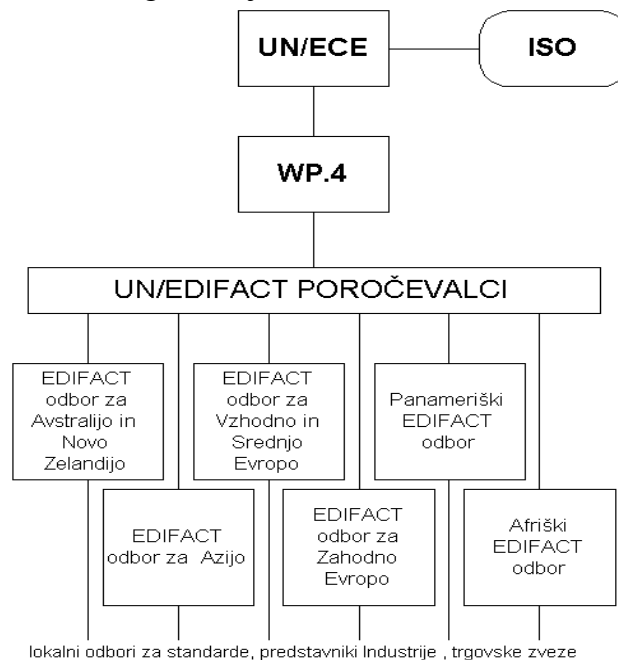 UN/ECE
ISO
WP.4
UN/EDIFACT POROČEVALCI
EDIFACT
odbor za
Avstralijo in
Novo
Zelandijo
EDIFACT
odbor za
Vzhodno in
Srednjo
Evropo
Panameriški
EDIFACT
odbor
EDIFACT
odbor za Azijo
EDIFACT
odbor za
Zahodno
Evropo
Afriški
EDIFACT
odbor
lokalni odbori za standarde, predstavniki Industrije , trgovske zveze